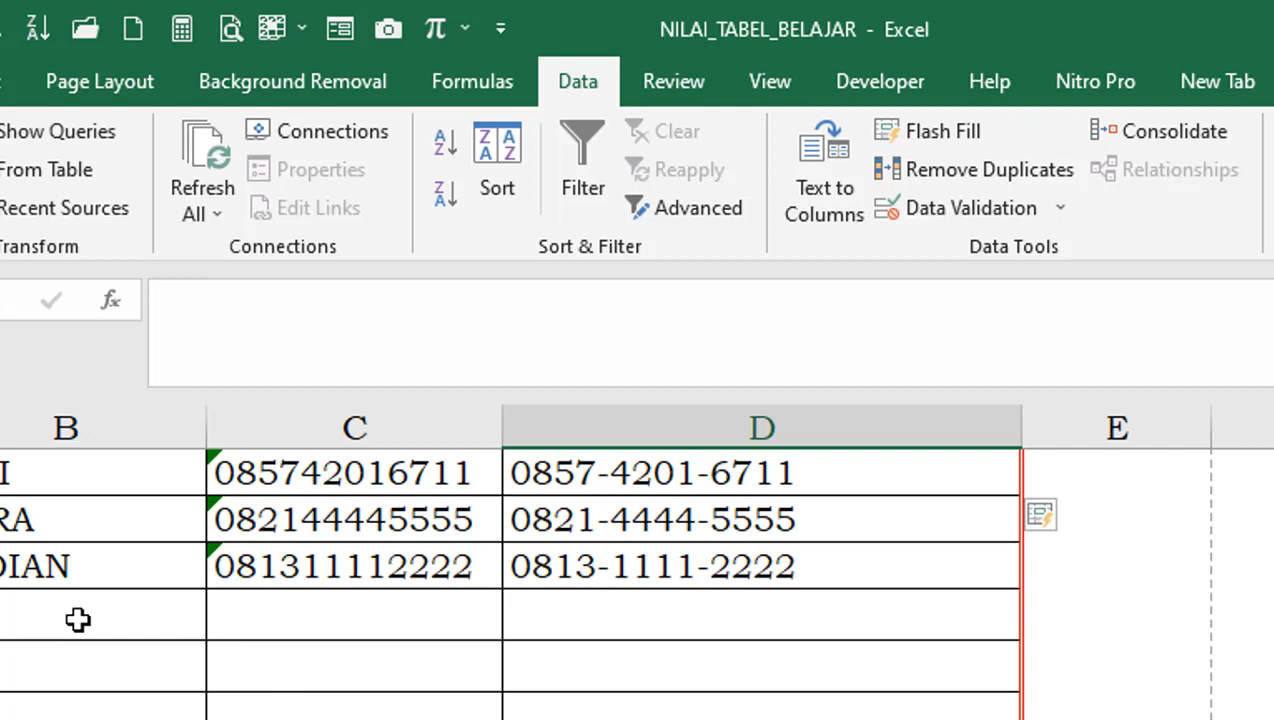 NILAI_TABEL_BELAJAR - Excel
Page Layout Background Removal Formulas Data Review View Developer Help Nitro Pro New Tab
Show Queries
From Table
Recent Sources
Transform
Refresh All
Connections
Properties
Edit Links
Connections
Sort
Filter
Clear
Reapply
Advanced
Sort & Filter
Text to Columns
Flash Fill
Remove Duplicates
Data Validation
Consolidate
Relationships
Data Tools
fx
B C D E
I 085742016711 0857-4201-6711
RA 082144445555 0821-4444-5555
DIAN 081311112222 0813-1111-2222